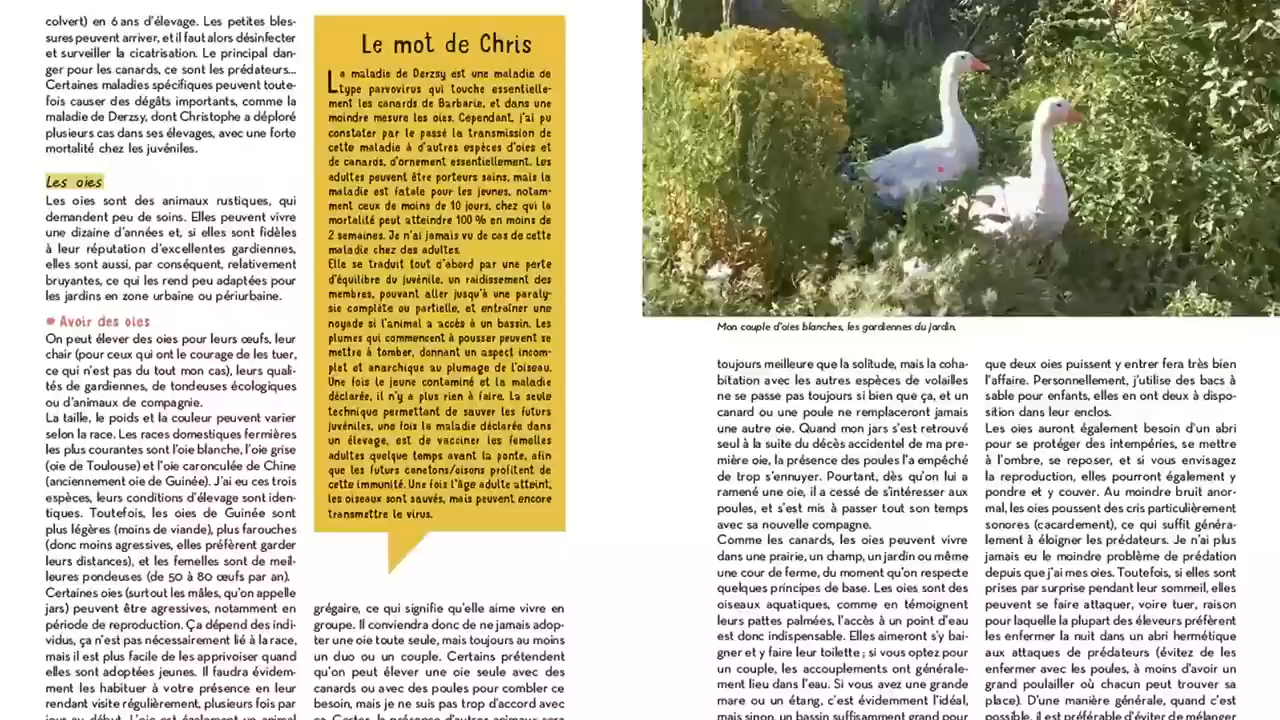 colvert) en 6 ans d'élevage. Les petites bles-
sures peuvent arriver, et il faut alors désinfecter
et surveiller la cicatrisation. Le principal dan-
ger pour les canards, ce sont les prédateurs...
Certaines maladies spécifiques peuvent toute-
fois causer des dégâts importants, comme la
maladie de Derzsy, dont Christophe a déploré
plusieurs cas dans ses élevages, avec une forte
mortalité chez les juvéniles.
Les oies
Les oies sont des animaux rustiques, qui
demandent peu de soins. Elles peuvent vivre
une dizaine d'années et, si elles sont fidèles
à leur réputation d'excellentes gardiennes,
elles sont aussi, par conséquent, relativement
bruyantes, ce qui les rend peu adaptées pour
les jardins en zone urbaine ou périurbaine.
Avoir des oies
On peut élever des oies pour leurs œufs, leur
chair (pour ceux qui ont le courage de les tuer,
ce qui n'est pas du tout mon cas), leurs quali-
tés de gardiennes, de tondeuses écologiques
ou d'animaux de compagnie.
La taille, le poids et la couleur peuvent varier
selon la race. Les races domestiques fermières
les plus courantes sont l'oie blanche, l'oie grise
(oie de Toulouse) et l'oie caronculée de Chine
(anciennement oie de Guinée). J'ai eu ces trois
espèces, leurs conditions d'élevage sont iden-
tiques. Toutefois, les oies de Guinée sont
plus légères (moins de viande), plus farouches
(donc moins agressives, elles préfèrent garder
leurs distances), et les femelles sont de meil-
leures pondeuses (de 50 à 80 œufs par an).
Certaines oies (surtout les mâles, qu'on appelle
jars) peuvent être agressives, notamment en
période de reproduction. Ça dépend des indi-
vidus, ça n'est pas nécessairement lié à la race,
mais il est plus facile de les apprivoiser quand
elles sont adoptées jeunes. Il faudra évidem-
ment les habituer à votre présence en leur
rendant visite régulièrement, plusieurs fois par
jour au début. L'oie est également un animal
Le mot de Chris
La maladie de Derzsy est une maladie de
type parvovirus qui touche essentielle-
ment les canards de Barbarie, et dans une
moindre mesure les oies. Cependant, j'ai pu
constater par le passé la transmission de
cette maladie à d'autres espèces d'oies et
de canards, d'ornement essentiellement. Les
adultes peuvent être porteurs sains, mais la
maladie est fatale pour les jeunes, notam-
ment ceux de moins de 10 jours, chez qui la
mortalité peut atteindre 100 % en moins de
2 semaines. Je n'ai jamais vu de cas de cette
maladie chez des adultes.
Elle se traduit tout d'abord par une perte
d'équilibre du juvénile, un raidissement des
membres, pouvant aller jusqu'à une paraly-
sie complète ou partielle, et entraîner une
noyade si l'animal a accès à un bassin. Les
plumes qui commencent à pousser peuvent se
mettre à tomber, donnant un aspect incom-
plet et anarchique au plumage de l'oiseau.
Une fois le jeune contaminé et la maladie
déclarée, il n'y a plus rien à faire. La seule
technique permettant de sauver les futurs
juvéniles, une fois la maladie déclarée dans
un élevage, est de vacciner les femelles
adultes quelque temps avant la ponte, afin
que les futurs canetons/oisons profitent de
cette immunité. Une fois l'âge adulte atteint,
les oiseaux sont sauvés, mais peuvent encore
transmettre le virus.
grégaire, ce qui signifie qu'elle aime vivre en
groupe. Il conviendra donc de ne jamais adop-
ter une oie toute seule, mais toujours au moins
un duo ou un couple. Certains prétendent
qu'on peut élever une oie seule avec des
canards ou avec des poules pour combler ce
besoin, mais je ne suis pas trop d'accord avec
ça. Certes, la présence d'autres animaux sera
Mon couple d'oies blanches, les gardiennes du jardin.
toujours meilleure que la solitude, mais la coha-
bitation avec les autres espèces de volailles
ne se passe pas toujours si bien que ça, et un
canard ou une poule ne remplaceront jamais
une autre oie. Quand mon jars s'est retrouvé
seul à la suite du décès accidentel de ma pre-
mière oie, la présence des poules l'a empêché
de trop s'ennuyer. Pourtant, dès qu'on lui a
ramené une oie, il a cessé de s'intéresser aux
poules, et s'est mis à passer tout son temps
avec sa nouvelle compagne.
Comme les canards, les oies peuvent vivre
dans une prairie, un champ, un jardin ou même
une cour de ferme, du moment qu'on respecte
quelques principes de base. Les oies sont des
oiseaux aquatiques, comme en témoignent
leurs pattes palmées, l'accès à un point d'eau
est donc indispensable. Elles aimeront s'y bai-
gner et y faire leur toilette ; si vous optez pour
un couple, les accouplements ont générale-
ment lieu dans l'eau. Si vous avez une grande
mare ou un étang, c'est évidemment l'idéal,
mais sinon, un bassin suffisamment grand pour
que deux oies puissent y entrer fera très bien
l'affaire. Personnellement, j'utilise des bacs à
sable pour enfants, elles en ont deux à dispo-
sition dans leur enclos.
Les oies auront également besoin d'un abri
pour se protéger des intempéries, se mettre
à l'ombre, se reposer, et si vous envisagez
la reproduction, elles pourront également y
pondre et y couver. Au moindre bruit anor-
mal, les oies poussent des cris particulièrement
sonores (cacardement), ce qui suffit généra-
lement à éloigner les prédateurs. Je n'ai plus
jamais eu le moindre problème de prédation
depuis que j'ai mes oies. Toutefois, si elles sont
prises par surprise pendant leur sommeil, elles
peuvent se faire attaquer, voire tuer, raison
pour laquelle la plupart des éleveurs préfèrent
les enfermer la nuit dans un abri hermétique
aux attaques de prédateurs (évitez de les
enfermer avec les poules, à moins d'avoir un
grand poulailler où chacun peut trouver sa
place). D'une manière générale, quand c'est
possible, il est préférable d'éviter de mélanger